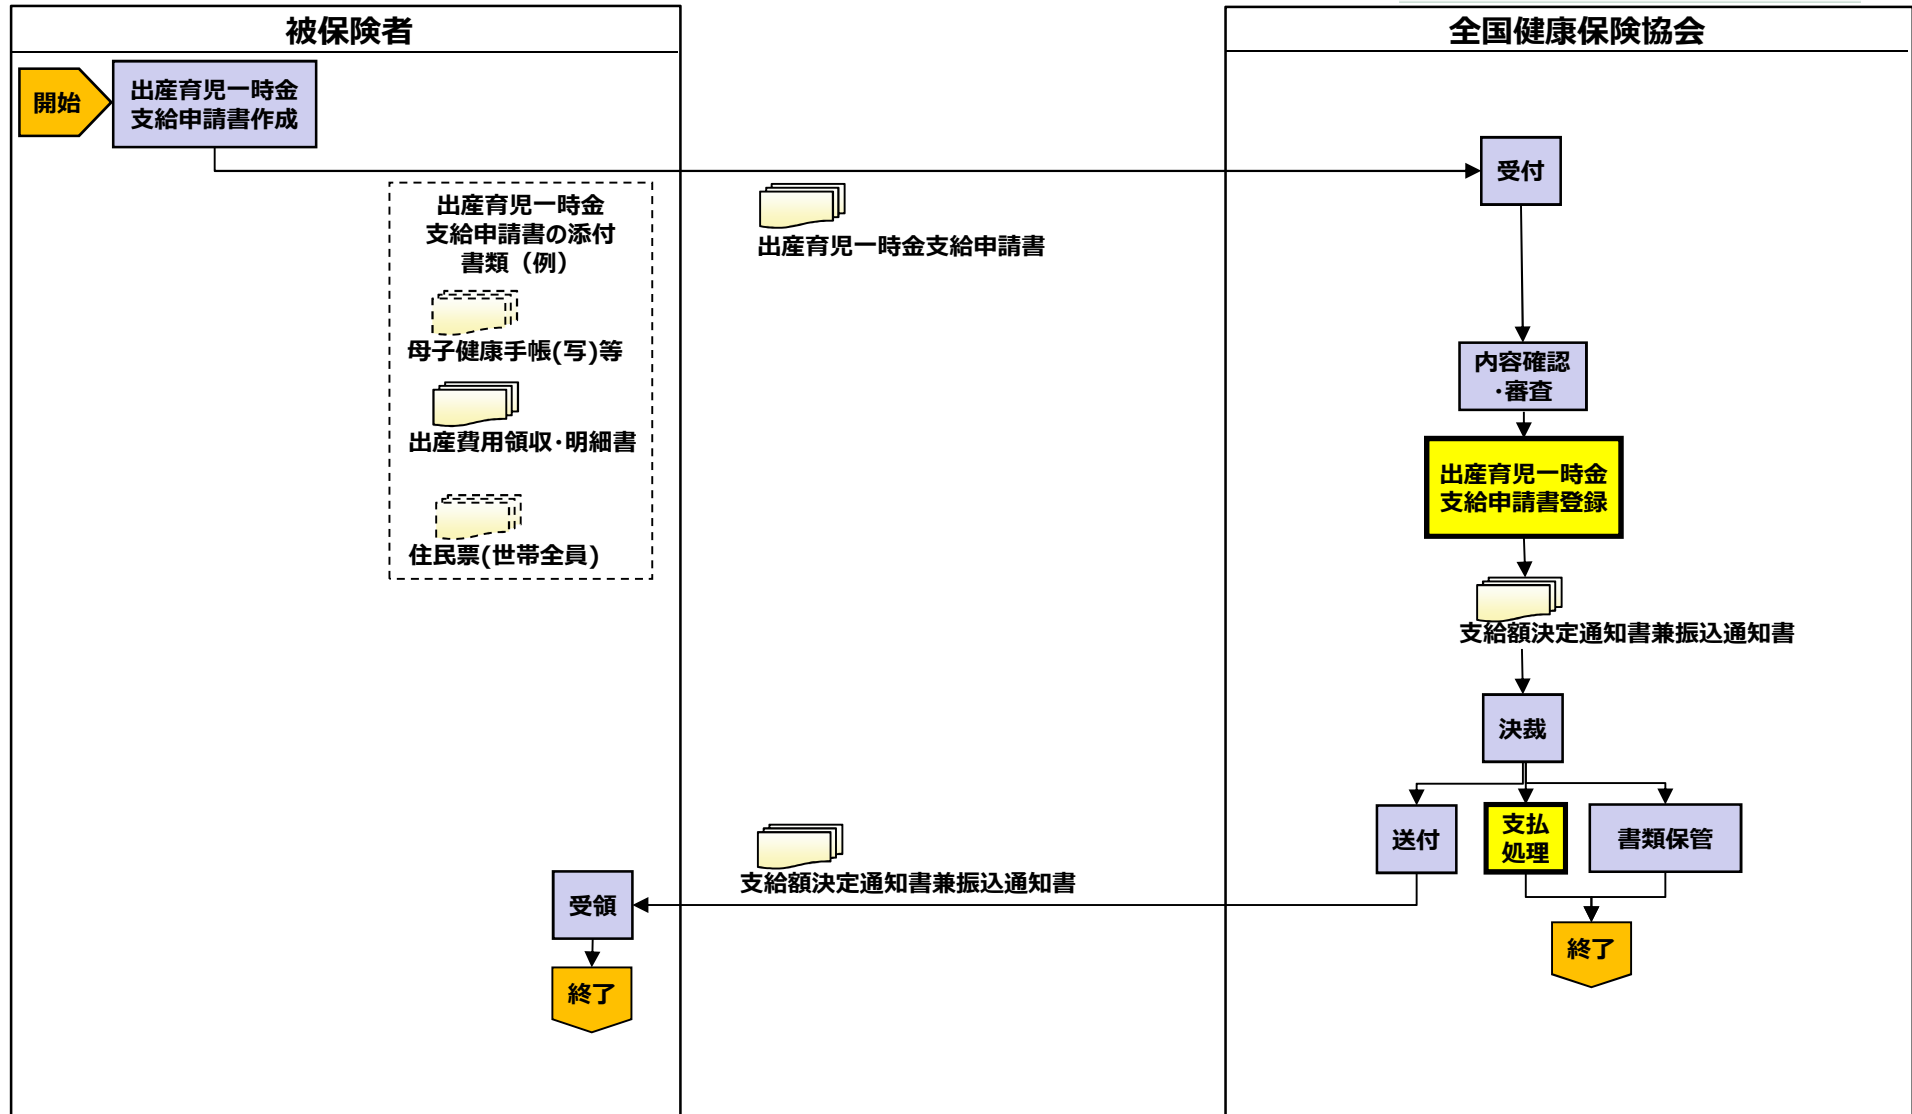 被保険者
全国健康保険協会
開始
出産育児一時金
支給申請書作成
受付
出産育児一時金
支給申請書の添付
書類（例）
母子健康手帳(写)等
出産費用領収･明細書
住民票(世帯全員)
出産育児一時金支給申請書
内容確認
･審査
出産育児一時金
支給申請書登録
支給額決定通知書兼振込通知書
決裁
送付
支払
処理
書類保管
支給額決定通知書兼振込通知書
受領
終了
終了